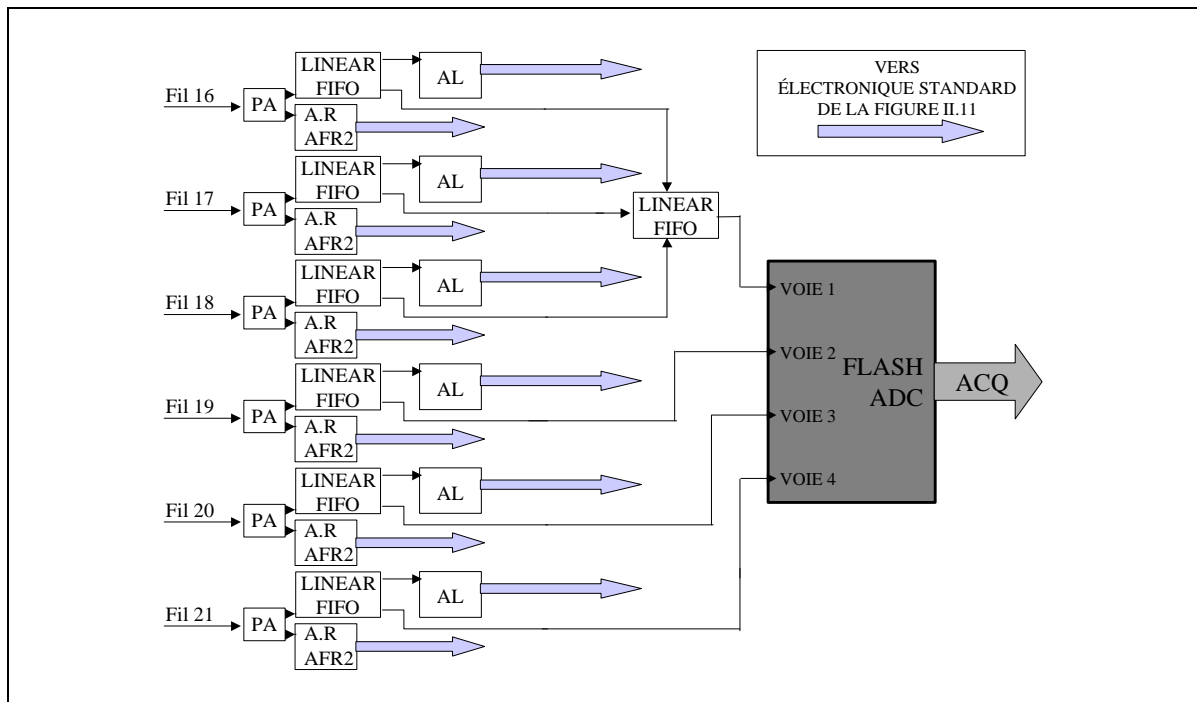 VERS
ÉLECTRONIQUE STANDARD
DE LA FIGURE II.11
Fil 16
PA
LINEAR
FIFO
AL
A.R
AFR2
Fil 17
PA
LINEAR
FIFO
AL
A.R
AFR2
LINEAR
FIFO
Fil 18
PA
LINEAR
FIFO
AL
A.R
AFR2
Fil 19
PA
LINEAR
FIFO
AL
A.R
AFR2
Fil 20
PA
LINEAR
FIFO
AL
A.R
AFR2
Fil 21
PA
LINEAR
FIFO
AL
A.R
AFR2
VOIE 1
VOIE 2
VOIE 3
VOIE 4
FLASH
ADC
ACQ